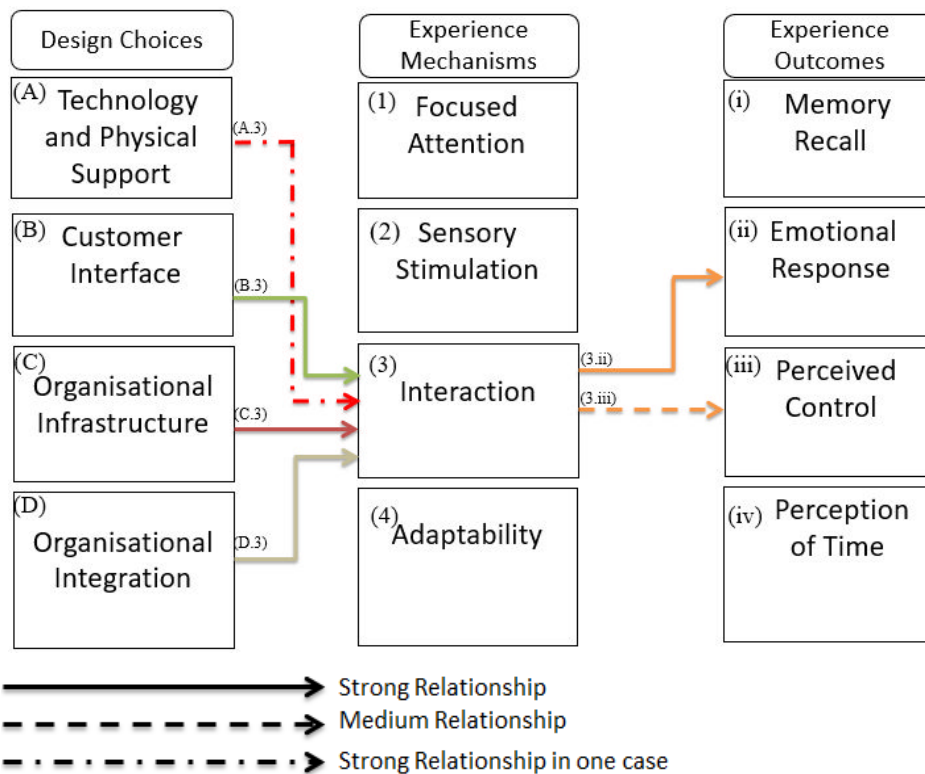 Design Choices
Experience
Mechanisms
Experience
Outcomes
(A) Technology
and Physical
Support
(A.3)
(1) Focused
Attention
(i) Memory
Recall
(B) Customer
Interface
(B.3)
(2) Sensory
Stimulation
(ii) Emotional
Response
(C)
Organisational
Infrastructure
(C.3)
(3)
Interaction
(3.ii)
(3.iii)
(iii) Perceived
Control
(D)
Organisational
Integration
(D.3)
(4)
Adaptability
(iv) Perception
of Time
Strong Relationship
Medium Relationship
Strong Relationship in one case